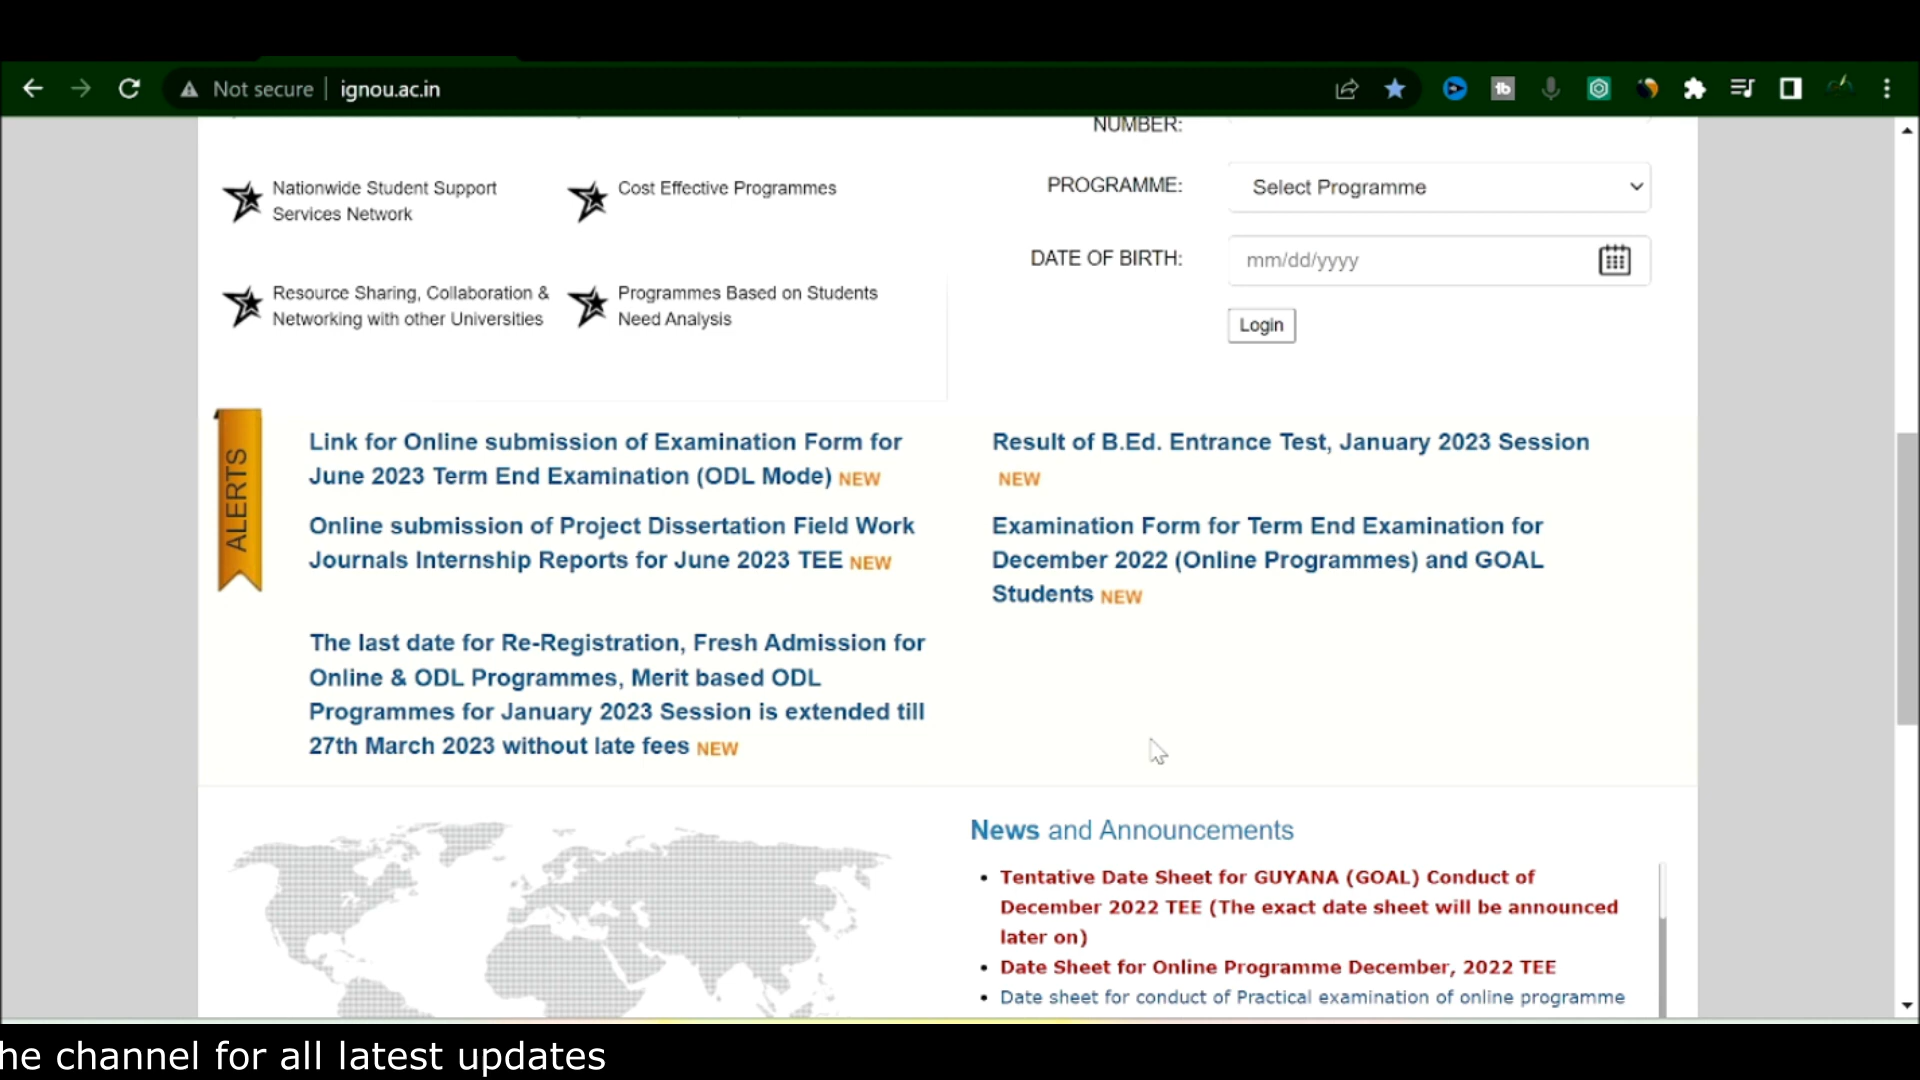 Not secure
ignou.ac.in
NUMBER:
Nationwide Student Support
Services Network
Cost Effective Programmes
PROGRAMME:
Select Programme
DATE OF BIRTH:
mm/dd/yyyy
Resource Sharing, Collaboration &
Networking with other Universities
Programmes Based on Students
Need Analysis
Login
ALERTS
Link for Online submission of Examination Form for
June 2023 Term End Examination (ODL Mode) NEW
Result of B.Ed. Entrance Test, January 2023 Session
NEW
Online submission of Project Dissertation Field Work
Journals Internship Reports for June 2023 TEE NEW
Examination Form for Term End Examination for
December 2022 (Online Programmes) and GOAL
Students NEW
The last date for Re-Registration, Fresh Admission for
Online & ODL Programmes, Merit based ODL
Programmes for January 2023 Session is extended till
27th March 2023 without late fees NEW
News and Announcements
• Tentative Date Sheet for GUYANA (GOAL) Conduct of
December 2022 TEE (The exact date sheet will be announced
later on)
• Date Sheet for Online Programme December, 2022 TEE
• Date sheet for conduct of Practical examination of online programme
he channel for all latest updates